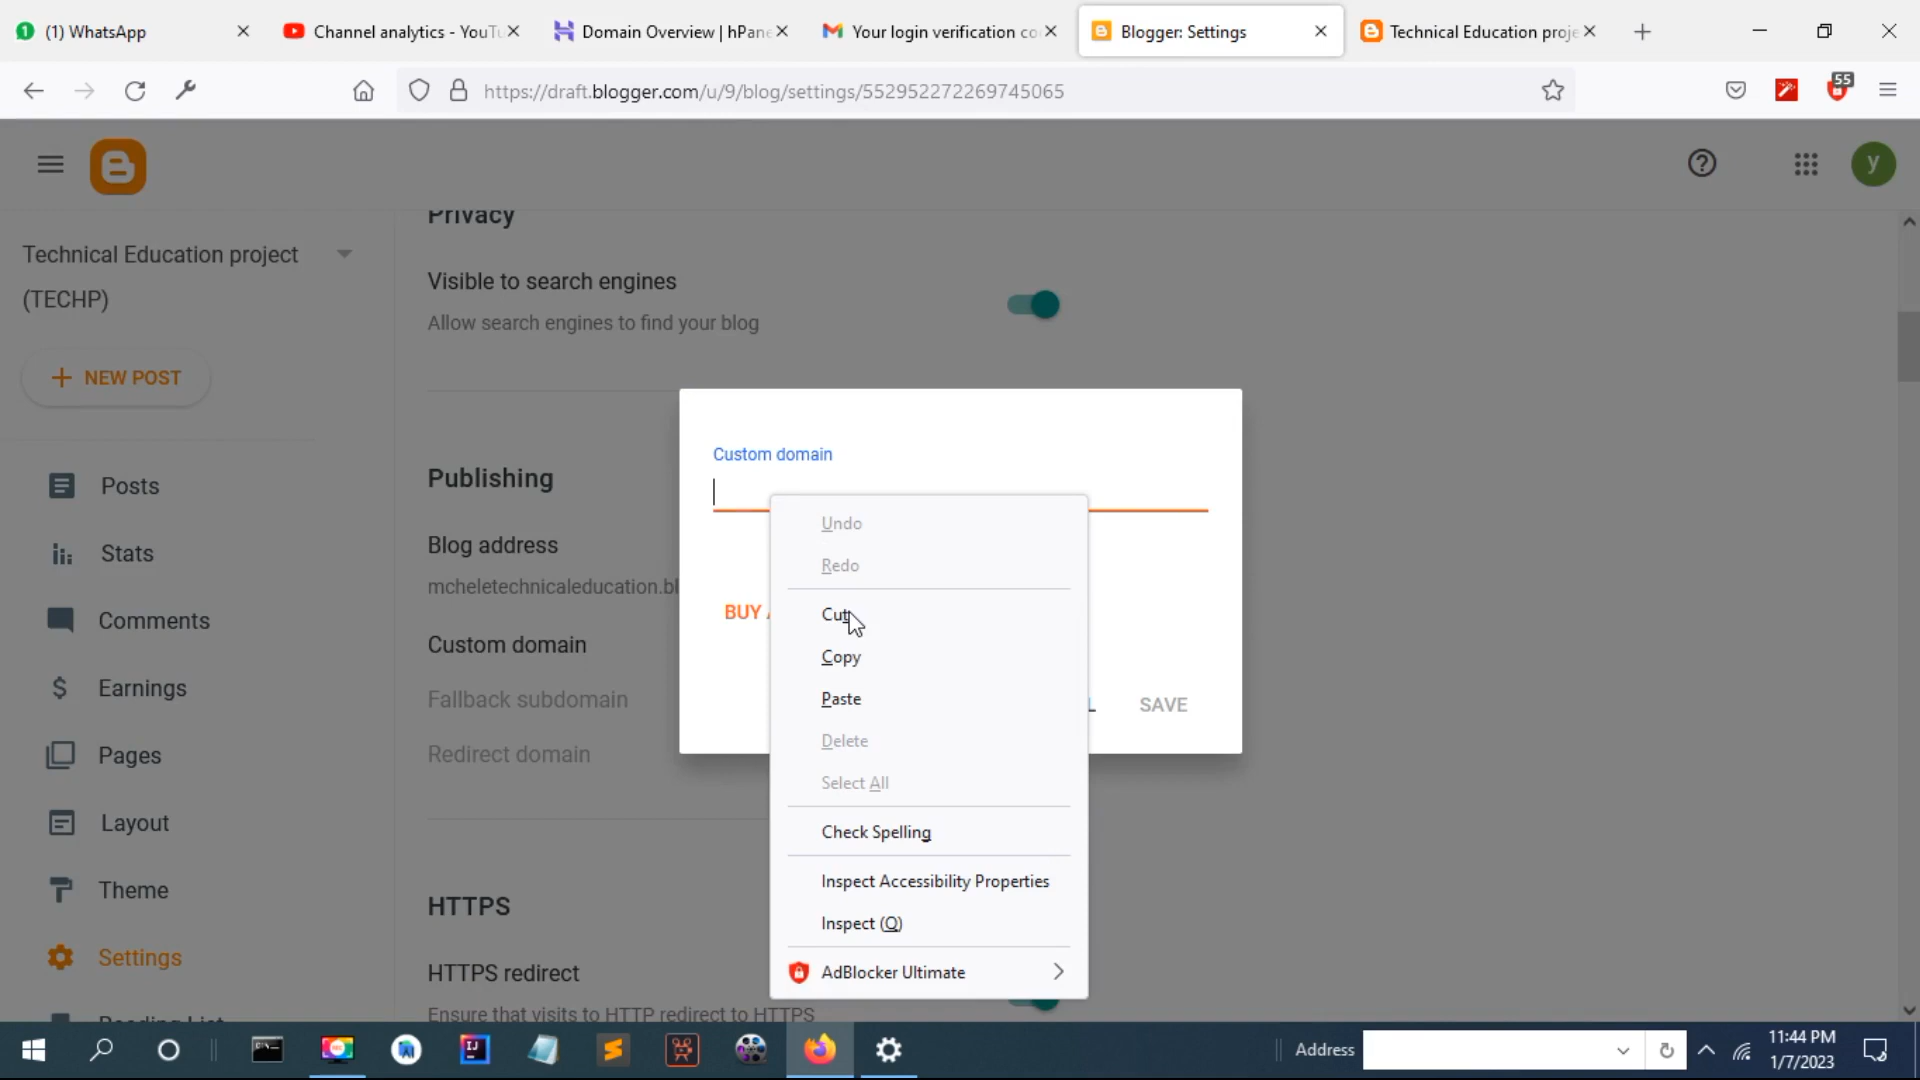 (1) WhatsApp
Channel analytics - YouTu
Domain Overview | hPane
Your login verification co
Blogger: Settings
Technical Education proje
https://draft.blogger.com/u/9/blog/settings/552952272269745065
55
y
Technical Education project
(TECHP)
NEW POST
Posts
Stats
Comments
Earnings
Pages
Layout
Theme
Settings
Reading List
Privacy
Visible to search engines
Allow search engines to find your blog
Publishing
Blog address
mcheletechnicaleducation.bl
Custom domain
Fallback subdomain
Redirect domain
HTTPS
HTTPS redirect
Ensure that visits to HTTP redirect to HTTPS
Custom domain
BUY
L
SAVE
Undo
Redo
Cut
Copy
Paste
Delete
Select All
Check Spelling
Inspect Accessibility Properties
Inspect (Q)
AdBlocker Ultimate
Address
11:44 PM
1/7/2023